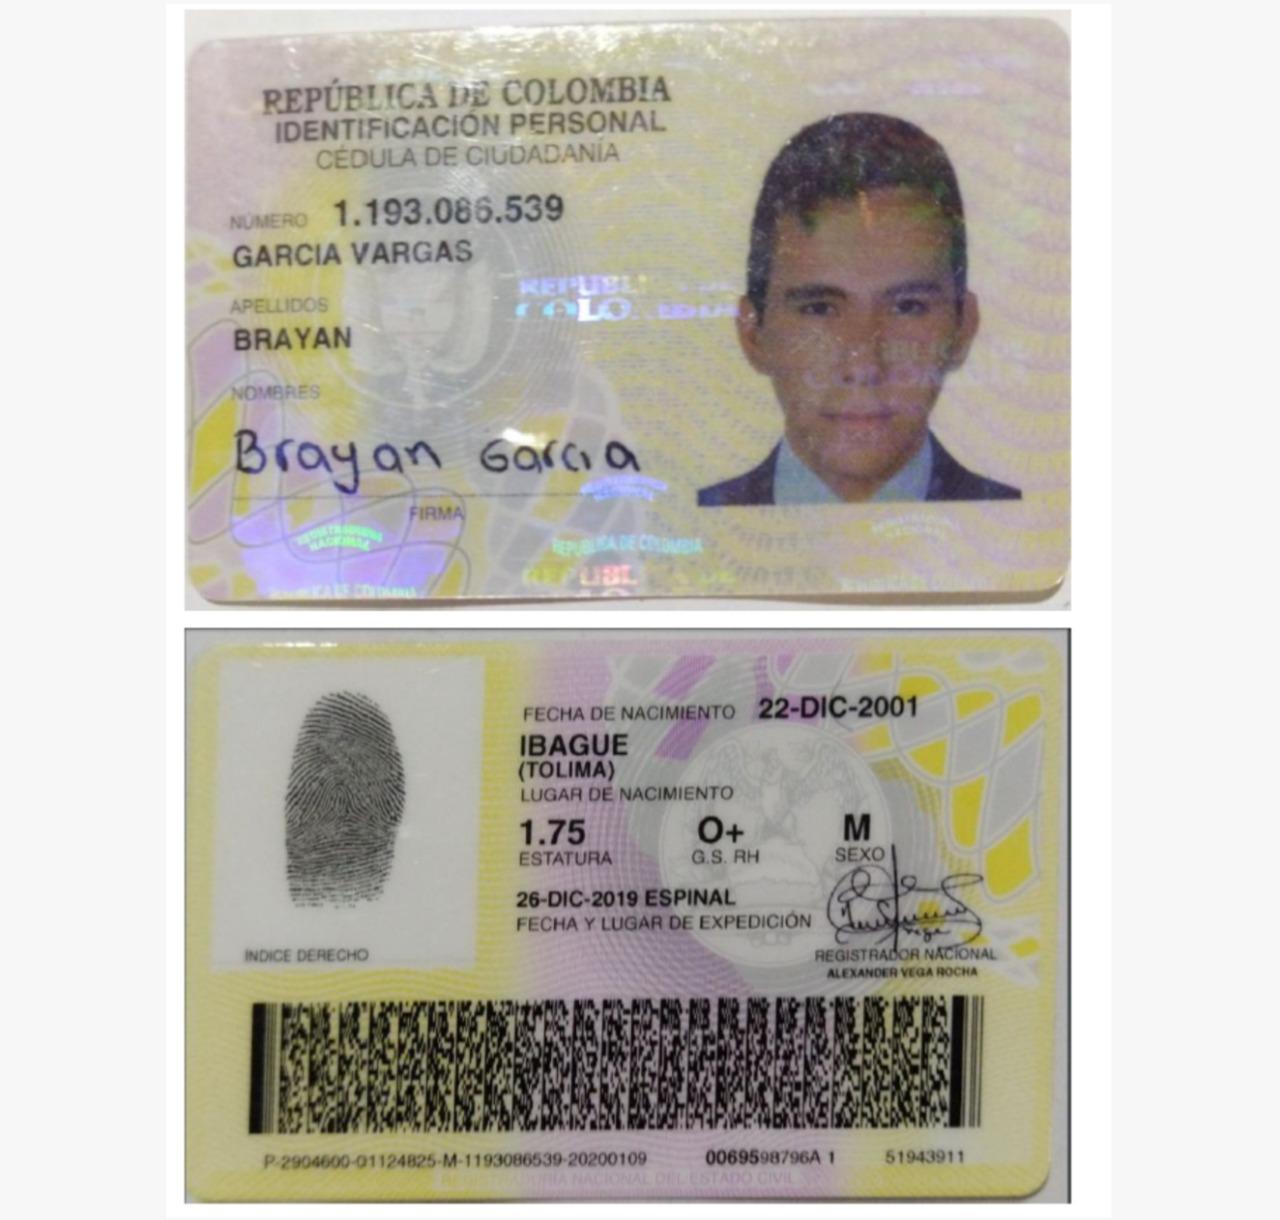 REPÚBLICA DE COLOMBIA
IDENTIFICACIÓN PERSONAL
CÉDULA DE CIUDADANÍA
NÚMERO 1.193.086.539
GARCIA VARGAS
APELLIDOS
BRAYAN
NOMBRES
Brayan Garcia
FIRMA
REGISTRADURIA
NACIONAL
REPUBLICA DE COLOMBIA
FECHA DE NACIMIENTO 22-DIC-2001
IBAGUE
(TOLIMA)
LUGAR DE NACIMIENTO
1.75 O+ M
ESTATURA G.S. RH SEXO
26-DIC-2019 ESPINAL
FECHA Y LUGAR DE EXPEDICIÓN
INDICE DERECHO
REGISTRADOR NACIONAL
ALEXANDER VEGA ROCHA
P-2904600-01124825-M-1193086539-20200109 0069598796A 1 51943911
REGISTRADURIA NACIONAL DEL ESTADO CIVIL